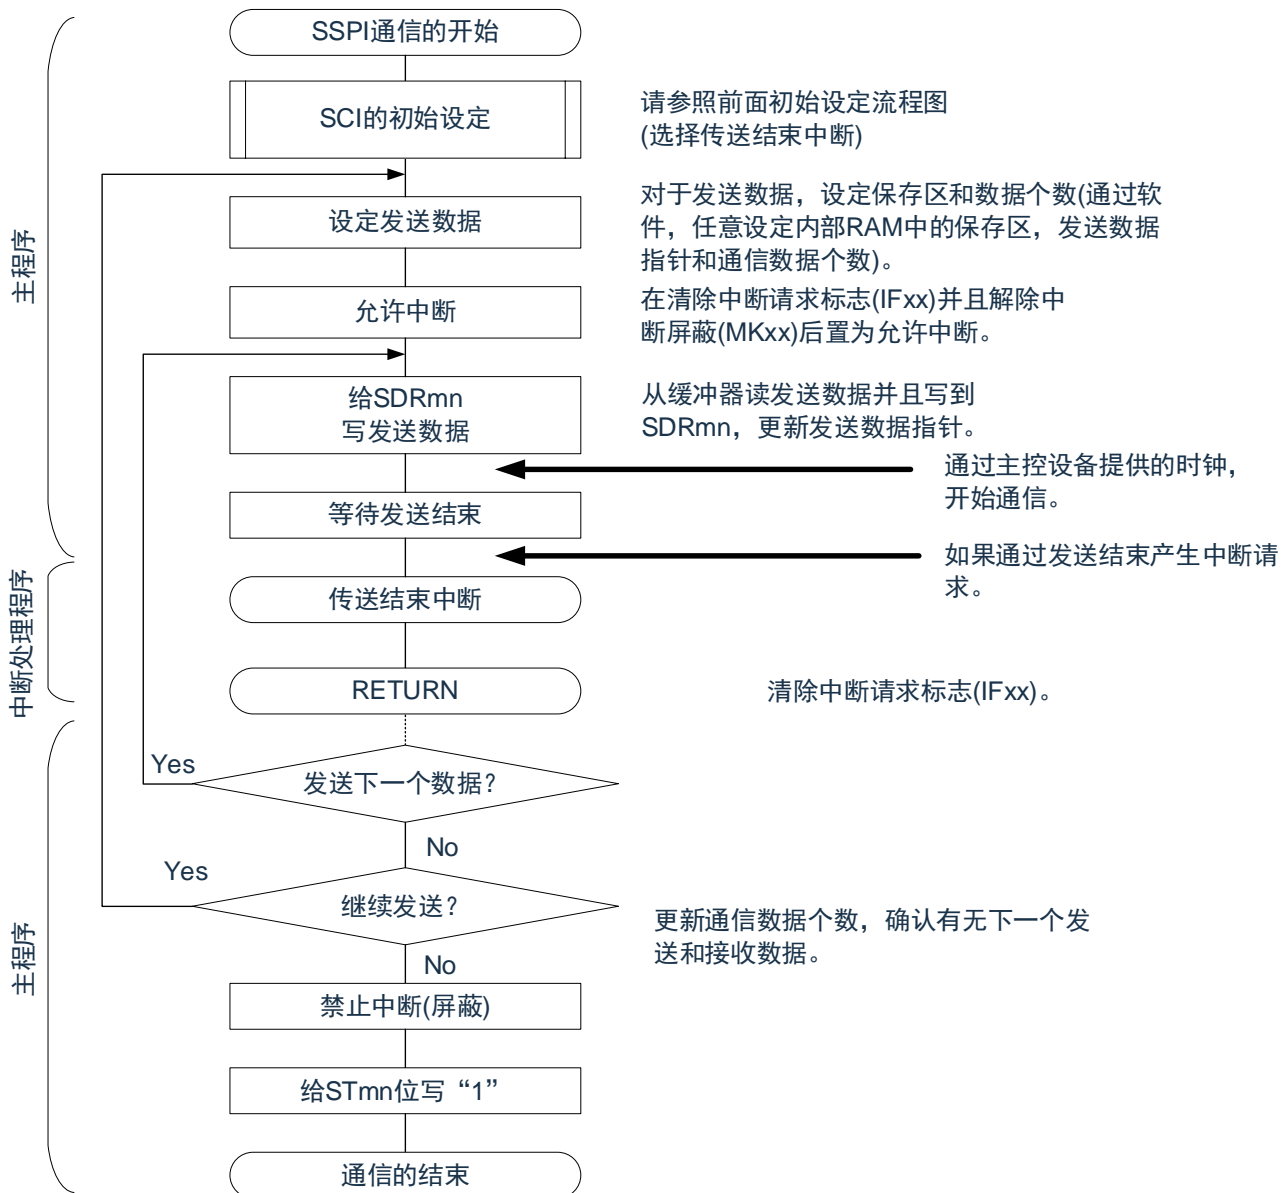 SSPI通信的开始
SCI的初始设定
请参照前面初始设定流程图
(选择传送结束中断)
设定发送数据
对于发送数据，设定保存区和数据个数(通过软
件，任意设定内部RAM中的保存区，发送数据
指针和通信数据个数)。
主程序
允许中断
在清除中断请求标志(IFxx)并且解除中
断屏蔽(MKxx)后置为允许中断。
给SDRmn
写发送数据
从缓冲器读发送数据并且写到
SDRmn，更新发送数据指针。
通过主控设备提供的时钟，
开始通信。
等待发送结束
如果通过发送结束产生中断请
求。
传送结束中断
中断处理程序
RETURN
清除中断请求标志(IFxx)。
Yes
发送下一个数据？
No
Yes
继续发送？
更新通信数据个数，确认有无下一个发
送和接收数据。
主程序
No
禁止中断(屏蔽)
给STmn位写“1”
通信的结束